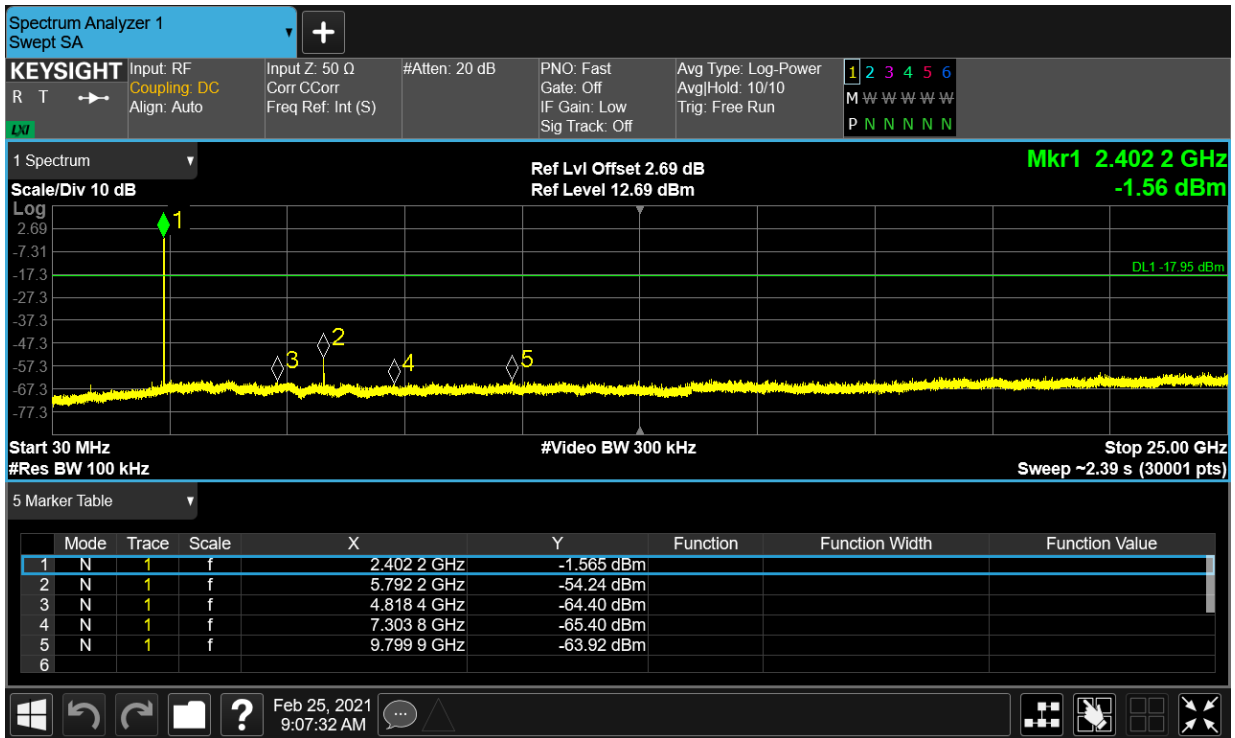 Spectrum Analyzer 1
Swept SA
KEYSIGHT
R T
LXI
Input: RF
Coupling: DC
Align: Auto
Input Z: 50 Ω
Corr CCorr
Freq Ref: Int (S)
#Atten: 20 dB
PNO: Fast
Gate: Off
IF Gain: Low
Sig Track: Off
Avg Type: Log-Power
Avg|Hold: 10/10
Trig: Free Run
1 2 3 4 5 6
M W W W W W
P N N N N N
1 Spectrum
Scale/Div 10 dB
Ref Lvl Offset 2.69 dB
Ref Level 12.69 dBm
Mkr1 2.402 2 GHz
-1.56 dBm
Log
2.69
-7.31
-17.3
-27.3
-37.3
-47.3
-57.3
-67.3
-77.3
1
DL1 -17.95 dBm
2
3
4
5
Start 30 MHz
#Video BW 300 kHz
Stop 25.00 GHz
#Res BW 100 kHz
Sweep ~2.39 s (30001 pts)
5 Marker Table
Mode Trace Scale X Y Function Function Width Function Value
1 N 1 f 2.402 2 GHz -1.565 dBm
2 N 1 f 5.792 2 GHz -54.24 dBm
3 N 1 f 4.818 4 GHz -64.40 dBm
4 N 1 f 7.303 8 GHz -65.40 dBm
5 N 1 f 9.799 9 GHz -63.92 dBm
6
?
Feb 25, 2021
9:07:32 AM